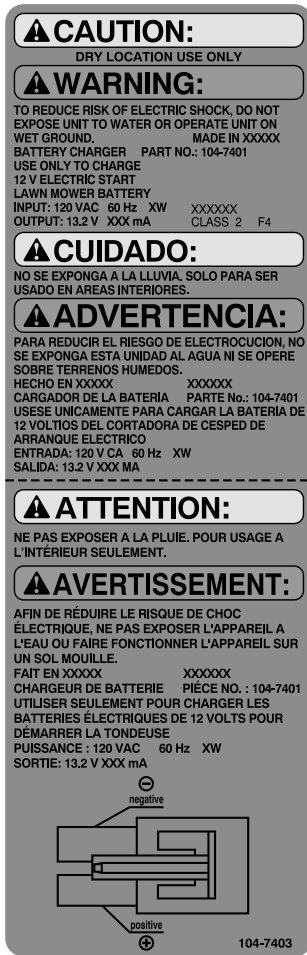 CAUTION:
DRY LOCATION USE ONLY
WARNING:
TO REDUCE RISK OF ELECTRIC SHOCK, DO NOT
EXPOSE UNIT TO WATER OR OPERATE UNIT ON
WET GROUND. MADE IN XXXXX
BATTERY CHARGER PART NO.: 104-7401
USE ONLY TO CHARGE
12 V ELECTRIC START
LAWN MOWER BATTERY
INPUT: 120 VAC 60 Hz XW XXXXXX
OUTPUT: 13.2 V XXX mA CLASS 2 F4
CUIDADO:
NO SE EXPONGA A LA LLUVIA. SOLO PARA SER
USADO EN AREAS INTERIORES.
ADVERTENCIA:
PARA REDUCIR EL RIESGO DE ELECTROCUCION, NO
SE EXPONGA ESTA UNIDAD AL AGUA NI SE OPERE
SOBRE TERRENOS HUMEDOS.
HECHO EN XXXXX XXXXXX
CARGADOR DE LA BATERIA PARTE No.: 104-7401
USESE UNICAMENTE PARA CARGAR LA BATERIA DE
12 VOLTIOS DEL CORTADORA DE CESPED DE
ARRANQUE ELECTRICO
ENTRADA: 120 V CA 60 Hz XW
SALIDA: 13.2 V XXX MA
ATTENTION:
NE PAS EXPOSER A LA PLUIE. POUR USAGE A
L'INTÉRIEUR SEULEMENT.
AVERTISSEMENT:
AFIN DE RÉDUIRE LE RISQUE DE CHOC
ÉLECTRIQUE, NE PAS EXPOSER L'APPAREIL A
L'EAU OU FAIRE FONCTIONNER L'APPAREIL SUR
UN SOL MOUILLE.
FAIT EN XXXXX XXXXXX
CHARGEUR DE BATTERIE PIÉCE NO. : 104-7401
UTILISER SEULEMENT POUR CHARGER LES
BATTERIES ÉLECTRIQUES DE 12 VOLTS POUR
DÉMARRER LA TONDEUSE
PUISSANCE : 120 VAC 60 Hz XW
SORTIE: 13.2 V XXX mA
negative
positive
104-7403